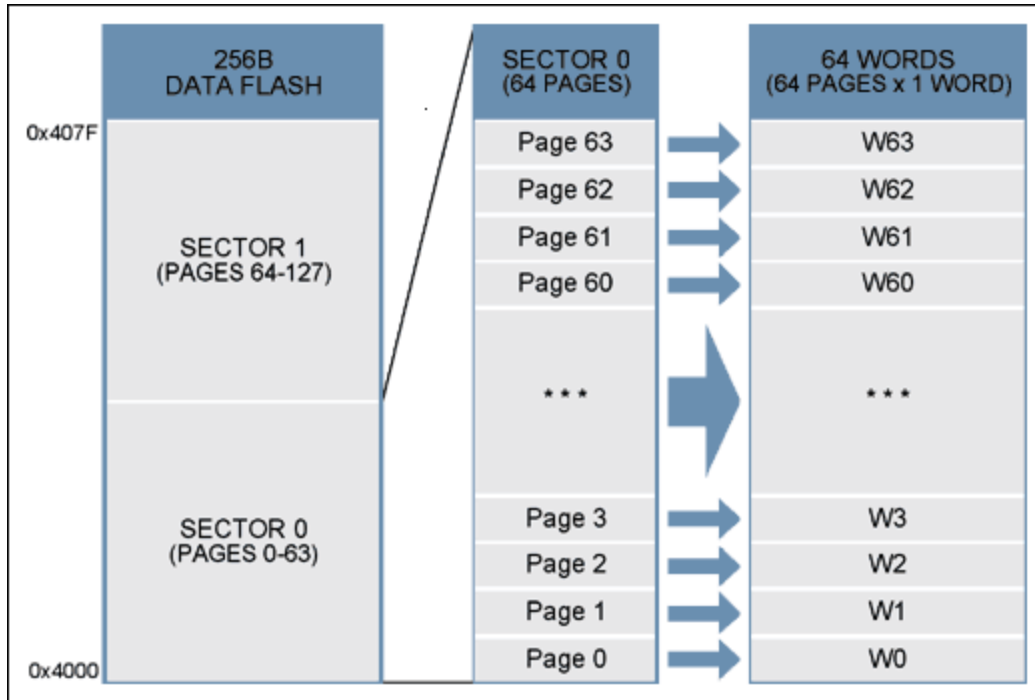 256B
DATA FLASH
0x407F
SECTOR 1
(PAGES 64-127)
SECTOR 0
(PAGES 0-63)
0x4000
SECTOR 0
(64 PAGES)
Page 63
Page 62
Page 61
Page 60
* * *
Page 3
Page 2
Page 1
Page 0
64 WORDS
(64 PAGES x 1 WORD)
W63
W62
W61
W60
* * *
W3
W2
W1
W0